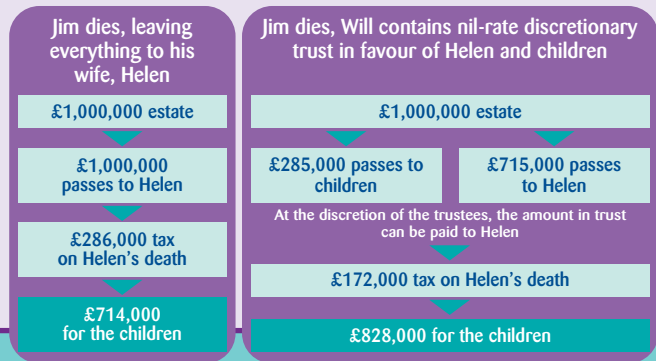 Jim dies, leaving
everything to his
wife, Helen
£1,000,000 estate
£1,000,000
passes to Helen
£286,000 tax
on Helen's death
£714,000
for the children
Jim dies, Will contains nil-rate discretionary
trust in favour of Helen and children
£1,000,000 estate
£285,000 passes to
children
£715,000 passes
to Helen
At the discretion of the trustees, the amount in trust
can be paid to Helen
£172,000 tax on Helen's death
£828,000 for the children